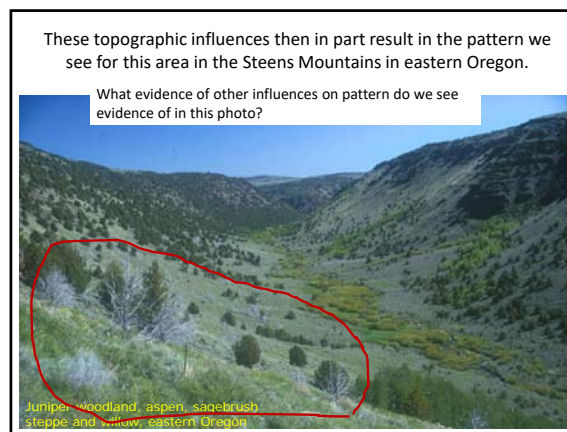 These topographic influences then in part result in the pattern we
see for this area in the Steens Mountains in eastern Oregon.
What evidence of other influences on pattern do we see
evidence of in this photo?
Juniper woodland, aspen, sagebrush
steppe and willow, eastern Oregon